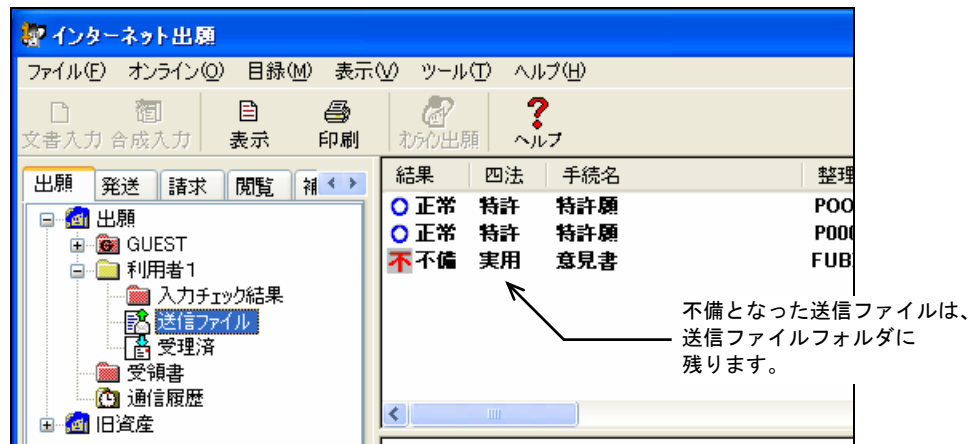 インターネット出願
ファイル(F) オンライン(O) 目録(M) 表示(V) ツール(T) ヘルプ(H)
文書入力 合成入力 表示 印刷 オンライン出願 ヘルプ
出願 発送 請求 閲覧 補
結果 四法 手続名 整理
正常 特許 特許願 POO
正常 特許 特許願 P00
不 不備 実用 意見書 FUB
出願
G GUEST
利用者1
入力チェック結果
送信ファイル
受理済
受領書
通信履歴
旧資産
不備となった送信ファイルは、
送信ファイルフォルダに
残ります。